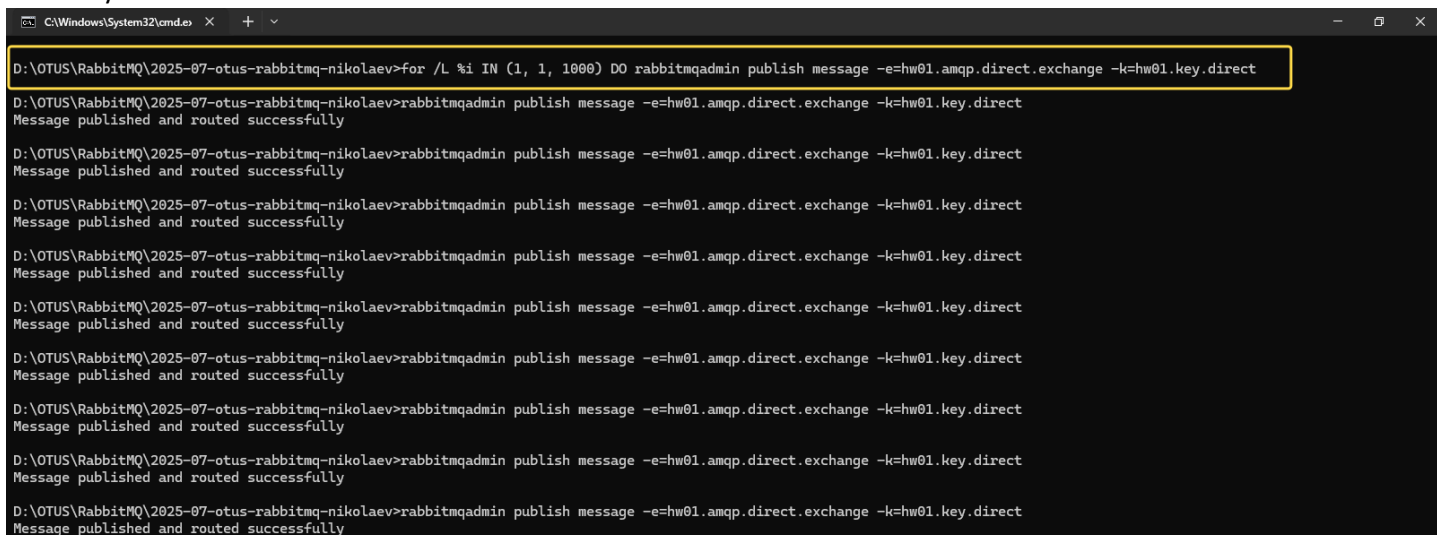 C:\Windows\System32\cmd.e
D:\OTUS\RabbitMQ\2025-07-otus-rabbitmq-nikolaev>for /L %i IN (1, 1, 1000) DO rabbitmqadmin publish message -e=hw01.amqp.direct.exchange -k=hw01.key.direct
D:\OTUS\RabbitMQ\2025-07-otus-rabbitmq-nikolaev>rabbitmqadmin publish message -e=hw01.amqp.direct.exchange -k=hw01.key.direct
Message published and routed successfully
D:\OTUS\RabbitMQ\2025-07-otus-rabbitmq-nikolaev>rabbitmqadmin publish message -e=hw01.amqp.direct.exchange -k=hw01.key.direct
Message published and routed successfully
D:\OTUS\RabbitMQ\2025-07-otus-rabbitmq-nikolaev>rabbitmqadmin publish message -e=hw01.amqp.direct.exchange -k=hw01.key.direct
Message published and routed successfully
D:\OTUS\RabbitMQ\2025-07-otus-rabbitmq-nikolaev>rabbitmqadmin publish message -e=hw01.amqp.direct.exchange -k=hw01.key.direct
Message published and routed successfully
D:\OTUS\RabbitMQ\2025-07-otus-rabbitmq-nikolaev>rabbitmqadmin publish message -e=hw01.amqp.direct.exchange -k=hw01.key.direct
Message published and routed successfully
D:\OTUS\RabbitMQ\2025-07-otus-rabbitmq-nikolaev>rabbitmqadmin publish message -e=hw01.amqp.direct.exchange -k=hw01.key.direct
Message published and routed successfully
D:\OTUS\RabbitMQ\2025-07-otus-rabbitmq-nikolaev>rabbitmqadmin publish message -e=hw01.amqp.direct.exchange -k=hw01.key.direct
Message published and routed successfully
D:\OTUS\RabbitMQ\2025-07-otus-rabbitmq-nikolaev>rabbitmqadmin publish message -e=hw01.amqp.direct.exchange -k=hw01.key.direct
Message published and routed successfully
D:\OTUS\RabbitMQ\2025-07-otus-rabbitmq-nikolaev>rabbitmqadmin publish message -e=hw01.amqp.direct.exchange -k=hw01.key.direct
Message published and routed successfully